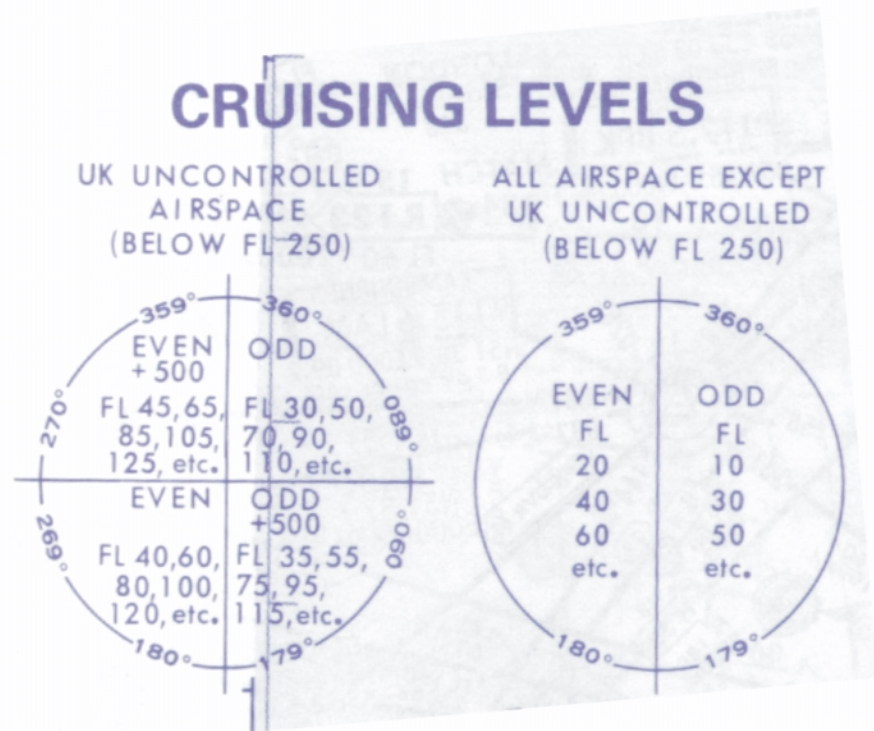 CRUISING LEVELS
UK UNCONTROLLED
AIRSPACE
(BELOW FL 250)
359°
360°
EVEN
+500
ODD
270°
089°
FL 45,65,
85,105,
125, etc.
FL 30,50,
70,90,
110, etc.
EVEN
ODD
+500
269°
090°
FL 40,60,
80,100,
120, etc.
FL 35,55,
75,95,
115, etc.
180°
179°
ALL AIRSPACE EXCEPT
UK UNCONTROLLED
(BELOW FL 250)
359°
360°
EVEN
FL
20
40
60
etc.
ODD
FL
10
30
50
etc.
180°
179°